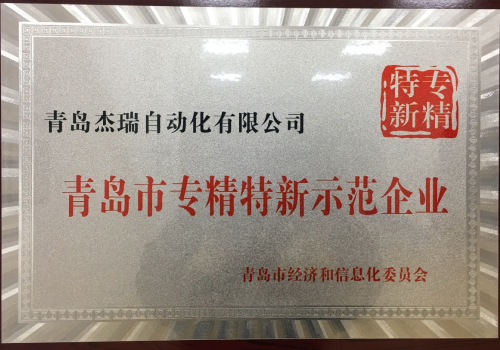 专精
特新
青岛杰瑞自动化有限公司
青岛市专精特新示范企业
青岛市经济和信息化委员会